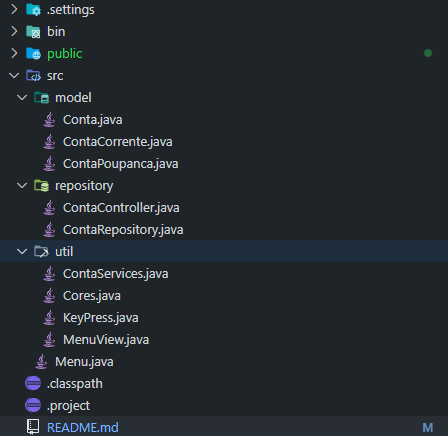 .settings
bin
public
src
model
Conta.java
ContaCorrente.java
ContaPoupanca.java
repository
ContaController.java
ContaRepository.java
util
ContaServices.java
Cores.java
KeyPress.java
MenuView.java
Menu.java
.classpath
.project
README.md M